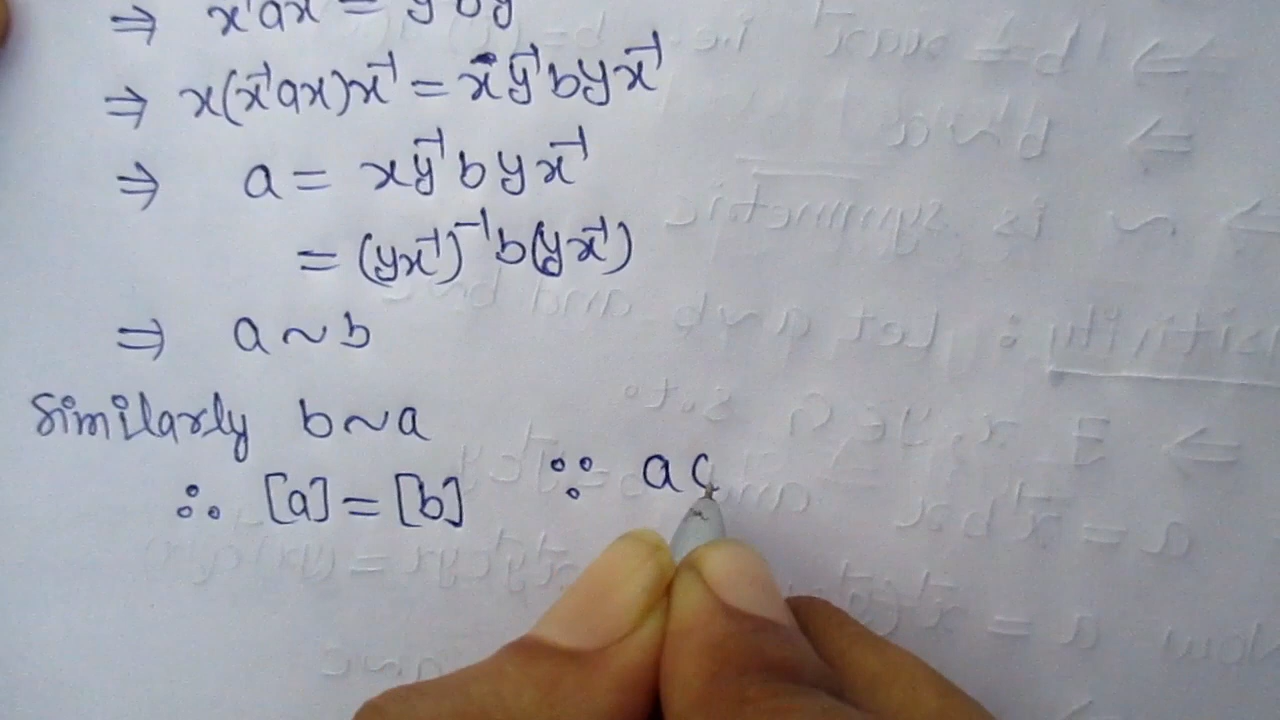 ⇒ x⁻¹ax = y⁻¹by
⇒ x(x⁻¹ax)x⁻¹ = xy⁻¹byx⁻¹
⇒ a = xy⁻¹byx⁻¹
= (yx⁻¹)⁻¹b(yx⁻¹)
⇒ a~b
Similarly b~a
∴ [a]=[b] ∵ a